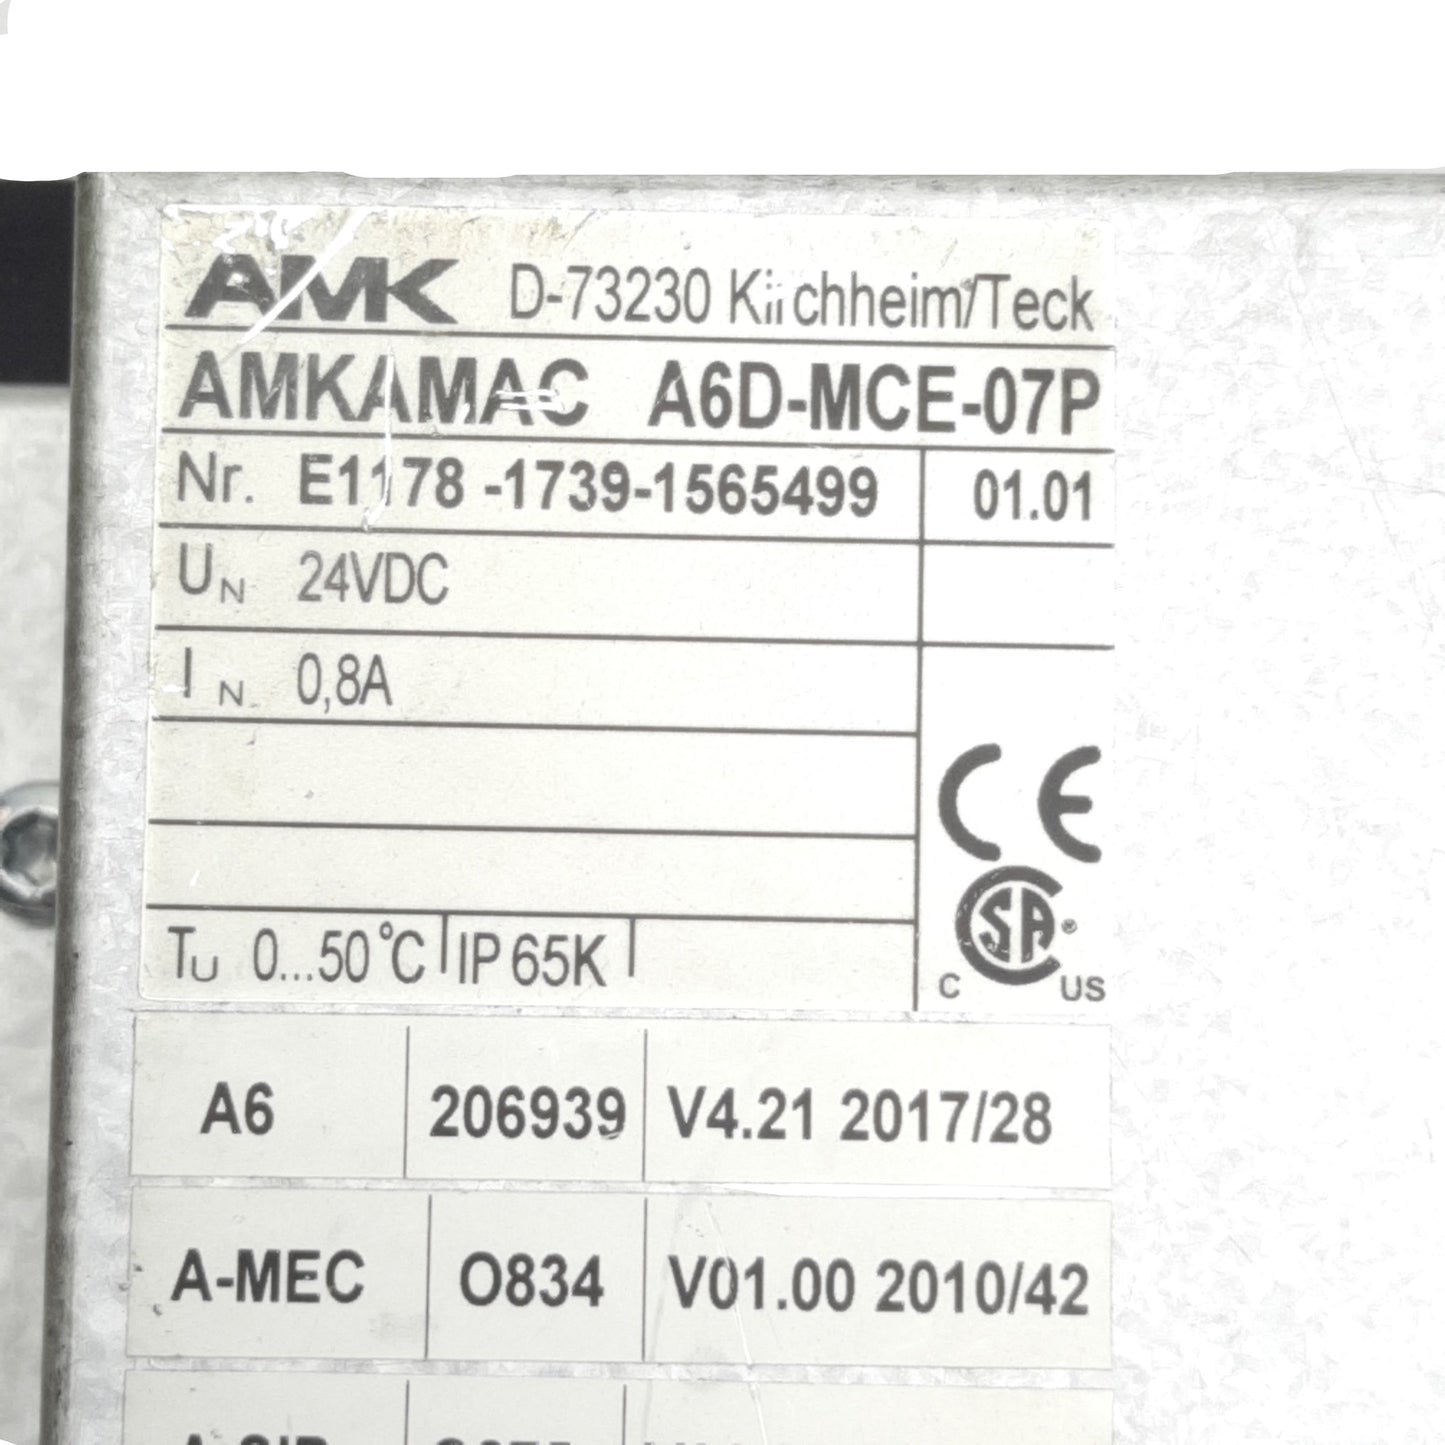 AMK D-73230 Kirchheim/Teck
AMKAMAC A6D-MCE-07P
Nr. E1178 -1739-1565499 01.01
UN 24VDC
IN 0,8A
CE
CSA®
C US
TU 0...50°C IP 65K
A6 206939 V4.21 2017/28
A-MEC O834 V01.00 2010/42